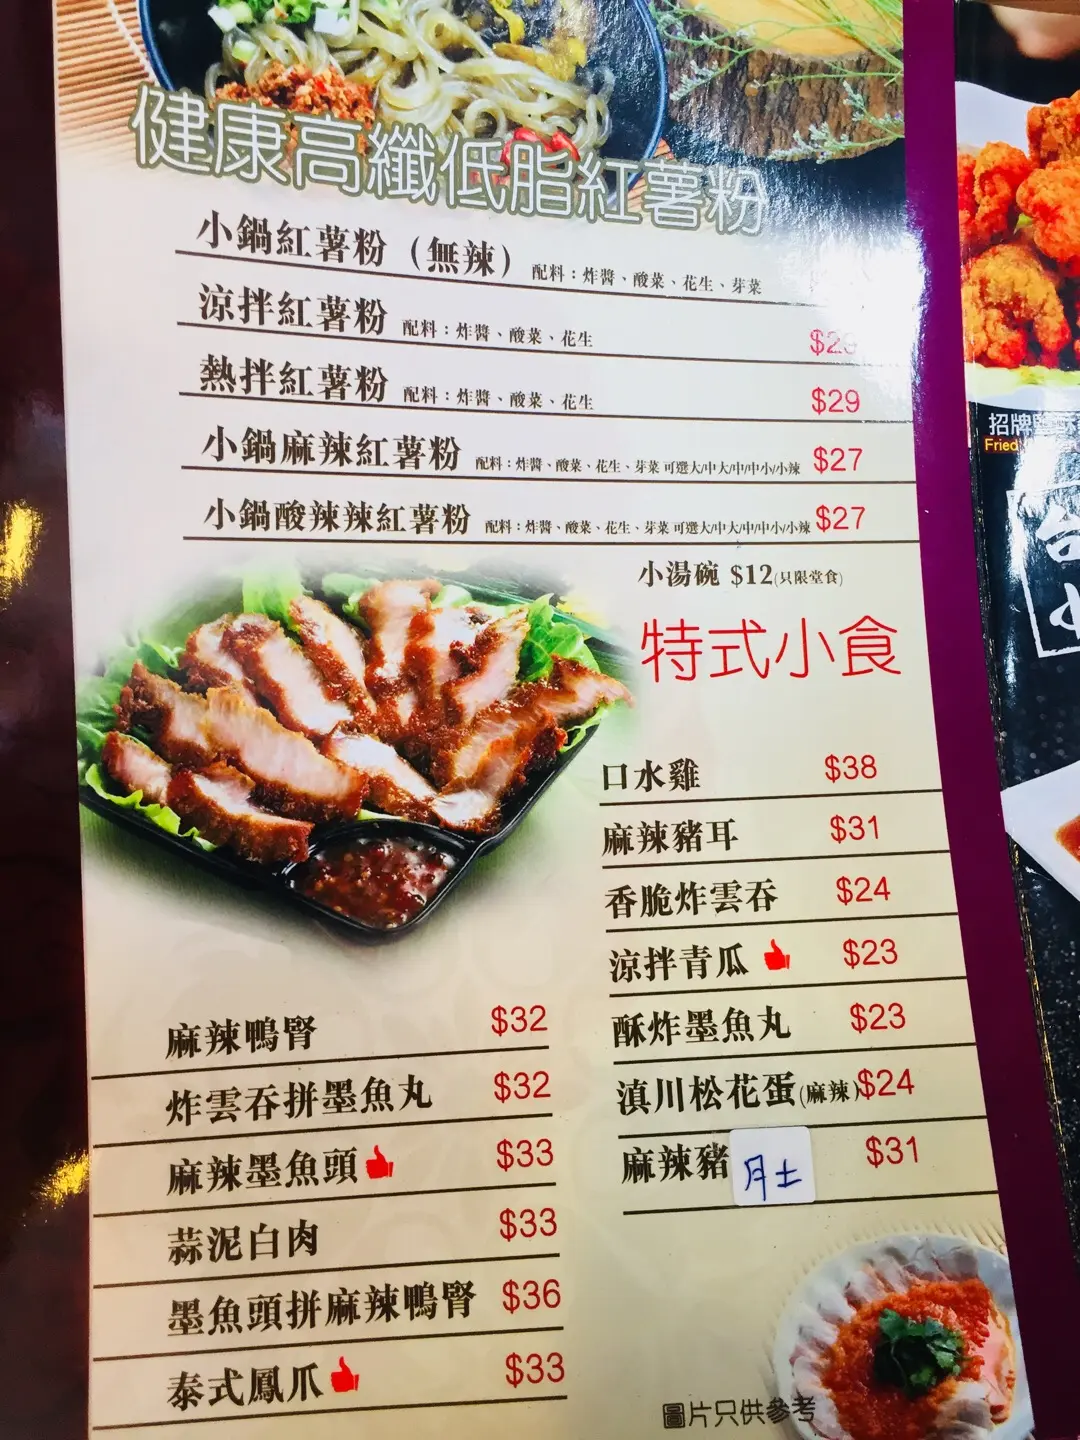 健康高纖低脂紅薯粉
小鍋紅薯粉（無辣） 配料：炸醬、酸菜、花生、芽菜
涼拌紅薯粉 配料：炸醬、酸菜、花生 $29
熱拌紅薯粉 配料：炸醬、酸菜、花生 $29
小鍋麻辣紅薯粉 配料：炸醬、酸菜、花生、芽菜 可選大/中大/中/中小/小辣 $27
小鍋酸辣辣紅薯粉 配料：炸醬、酸菜、花生、芽菜 可選大/中大/中/中小/小辣 $27
小湯碗 $12(只限堂食)
特式小食
口水雞 $38
麻辣豬耳 $31
香脆炸雲吞 $24
涼拌青瓜 $23
酥炸墨魚丸 $23
滇川松花蛋(麻辣) $24
麻辣豬肚 $31
麻辣鴨腎 $32
炸雲吞拼墨魚丸 $32
麻辣墨魚頭 $33
蒜泥白肉 $33
墨魚頭拼麻辣鴨腎 $36
泰式鳳爪 $33
圖片只供參考
招牌
Fried